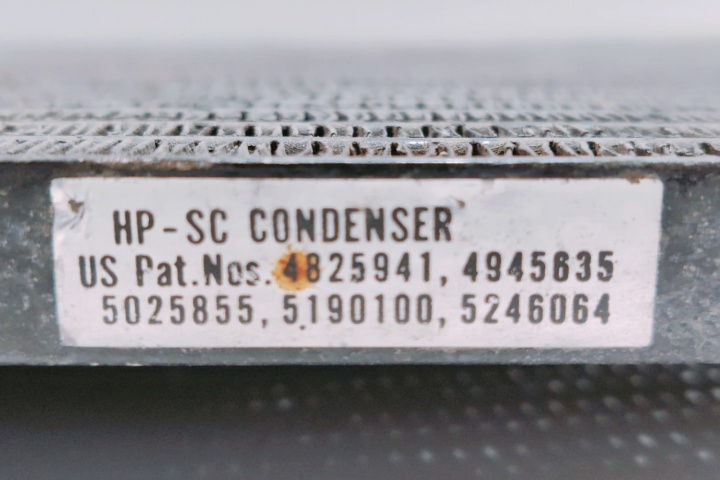 HP-SC CONDENSER
US Pat.Nos. 4825941, 4945635
5025855, 5190100, 5246064